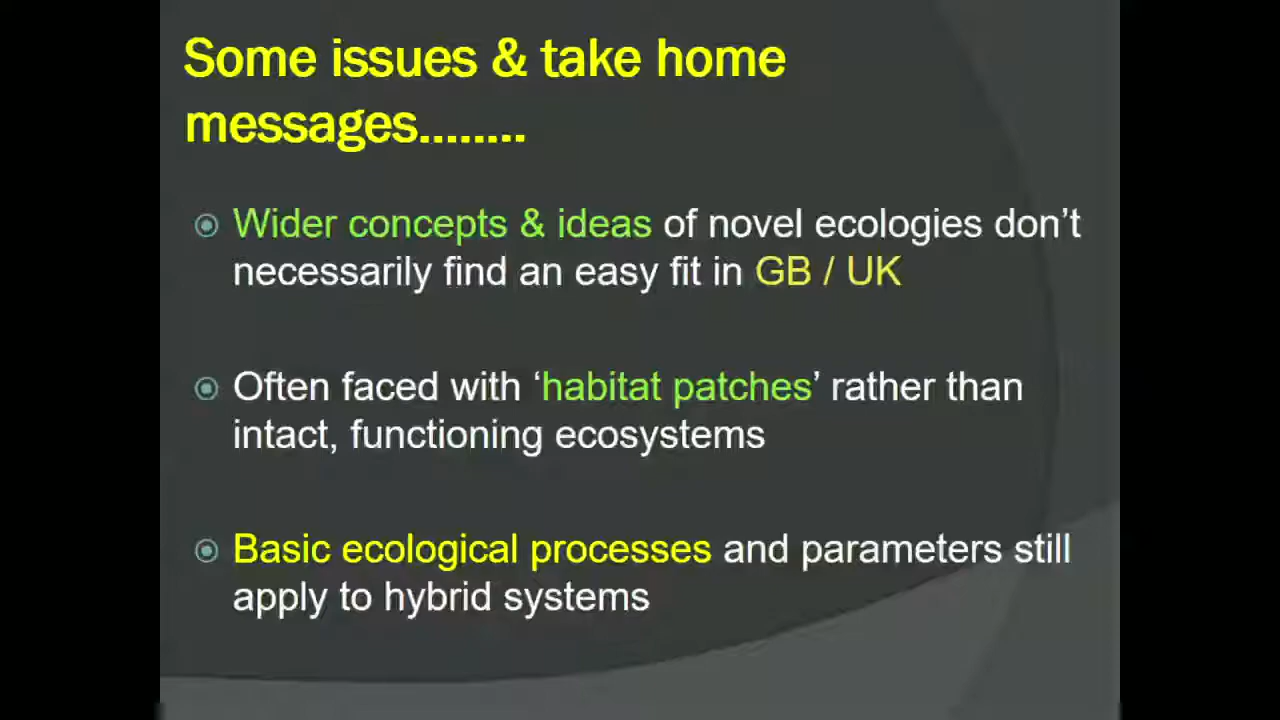 Some issues & take home
messages........
Wider concepts & ideas of novel ecologies don’t
necessarily find an easy fit in GB / UK
Often faced with ‘habitat patches’ rather than
intact, functioning ecosystems
Basic ecological processes and parameters still
apply to hybrid systems